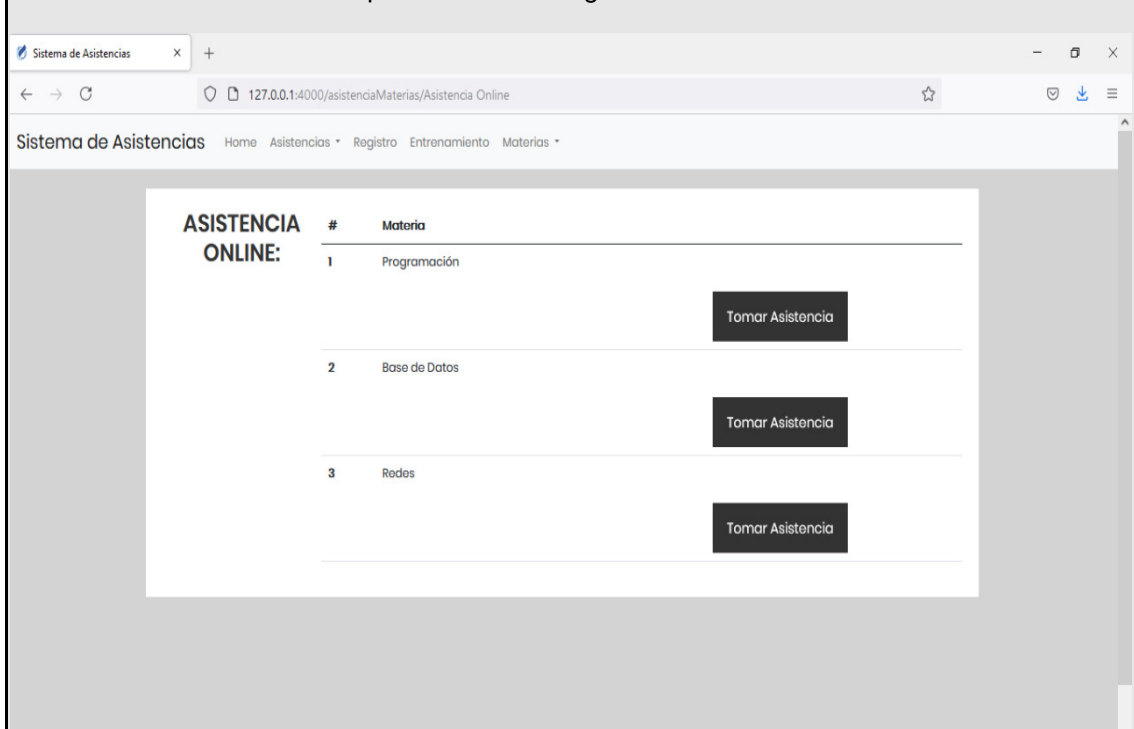 Sistema de Asistencias
127.0.0.1:4000/asistenciaMaterias/Asistencia Online
Sistema de Asistencias Home Asistencias Registro Entrenamiento Materias
ASISTENCIA
ONLINE:
# Materia
1 Programación
Tomar Asistencia
2 Base de Datos
Tomar Asistencia
3 Redes
Tomar Asistencia